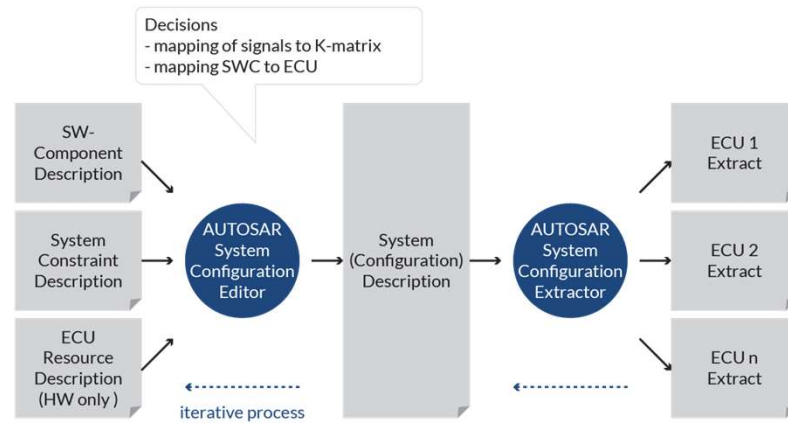 Decisions
- mapping of signals to K-matrix
- mapping SWC to ECU
SW-
Component
Description
System
Constraint
Description
ECU
Resource
Description
(HW only )
AUTOSAR
System
Configuration
Editor
System
(Configuration)
Description
AUTOSAR
System
Configuration
Extractor
ECU 1
Extract
ECU 2
Extract
ECU n
Extract
iterative process